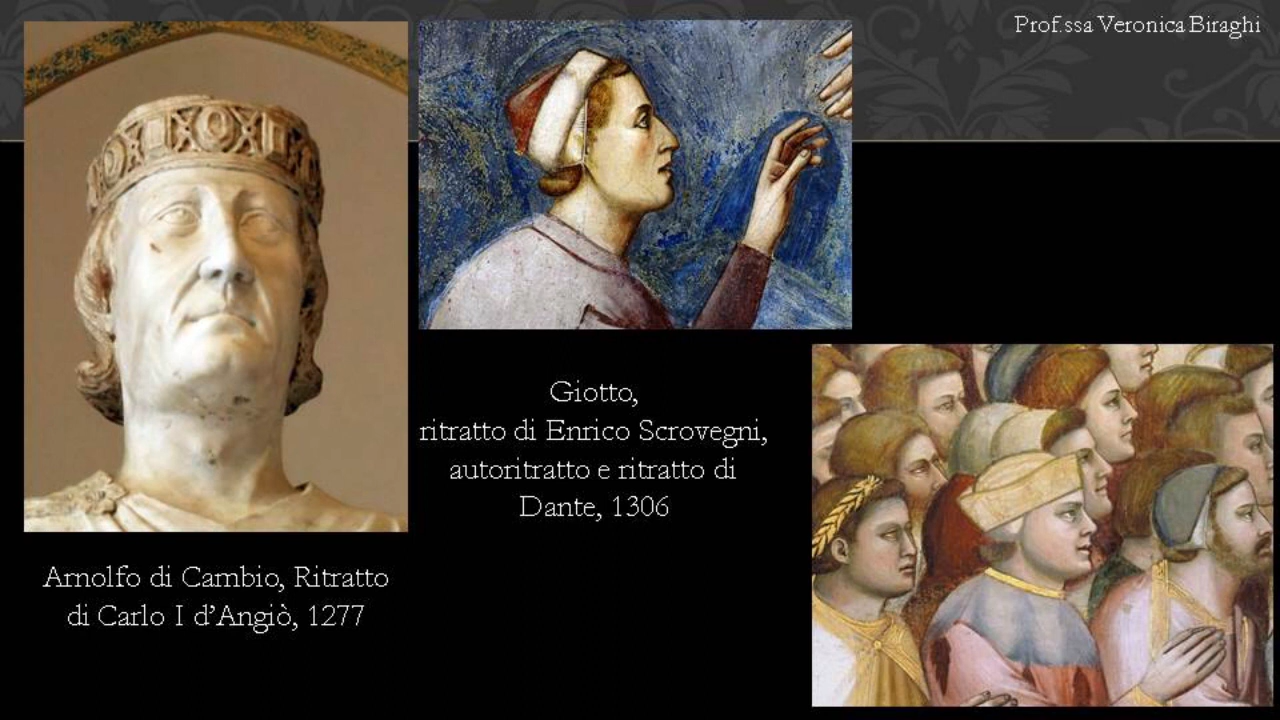 Prof.ssa Veronica Biraghi
Giotto,
ritratto di Enrico Scrovegni,
autoritratto e ritratto di
Dante, 1306
Arnolfo di Cambio, Ritratto
di Carlo I d’Angiò, 1277